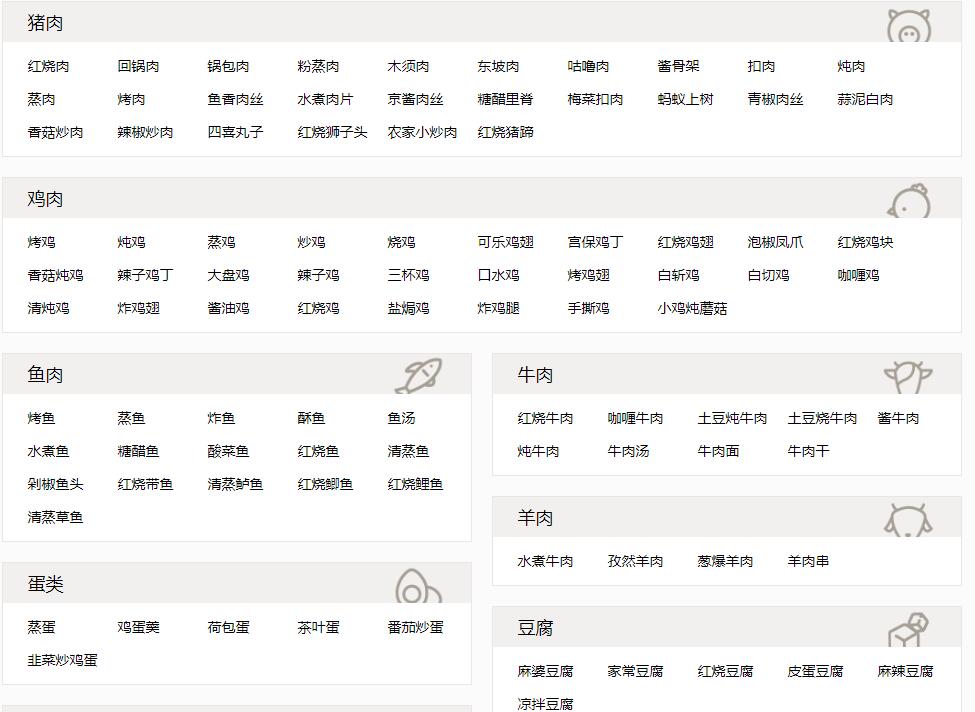 猪肉
红烧肉 回锅肉 锅包肉 粉蒸肉 木须肉 东坡肉 咕噜肉 酱骨架 扣肉 炖肉
蒸肉 烤肉 鱼香肉丝 水煮肉片 京酱肉丝 糖醋里脊 梅菜扣肉 蚂蚁上树 青椒肉丝 蒜泥白肉
香菇炒肉 辣椒炒肉 四喜丸子 红烧狮子头 农家小炒肉 红烧猪蹄
鸡肉
烤鸡 炖鸡 蒸鸡 炒鸡 烧鸡 可乐鸡翅 宫保鸡丁 红烧鸡翅 泡椒凤爪 红烧鸡块
香菇炖鸡 辣子鸡丁 大盘鸡 辣子鸡 三杯鸡 口水鸡 烤鸡翅 白斩鸡 白切鸡 咖喱鸡
清炖鸡 炸鸡翅 酱油鸡 红烧鸡 盐焗鸡 炸鸡腿 手撕鸡 小鸡炖蘑菇
鱼肉
烤鱼 蒸鱼 炸鱼 酥鱼 鱼汤
水煮鱼 糖醋鱼 酸菜鱼 红烧鱼 清蒸鱼
剁椒鱼头 红烧带鱼 清蒸鲈鱼 红烧鲫鱼 红烧鲤鱼
清蒸草鱼
蛋类
蒸蛋 鸡蛋羹 荷包蛋 茶叶蛋 番茄炒蛋
韭菜炒鸡蛋
牛肉
红烧牛肉 咖喱牛肉 土豆炖牛肉 土豆烧牛肉 酱牛肉
炖牛肉 牛肉汤 牛肉面 牛肉干
羊肉
水煮牛肉 孜然羊肉 葱爆羊肉 羊肉串
豆腐
麻婆豆腐 家常豆腐 红烧豆腐 皮蛋豆腐 麻辣豆腐
凉拌豆腐